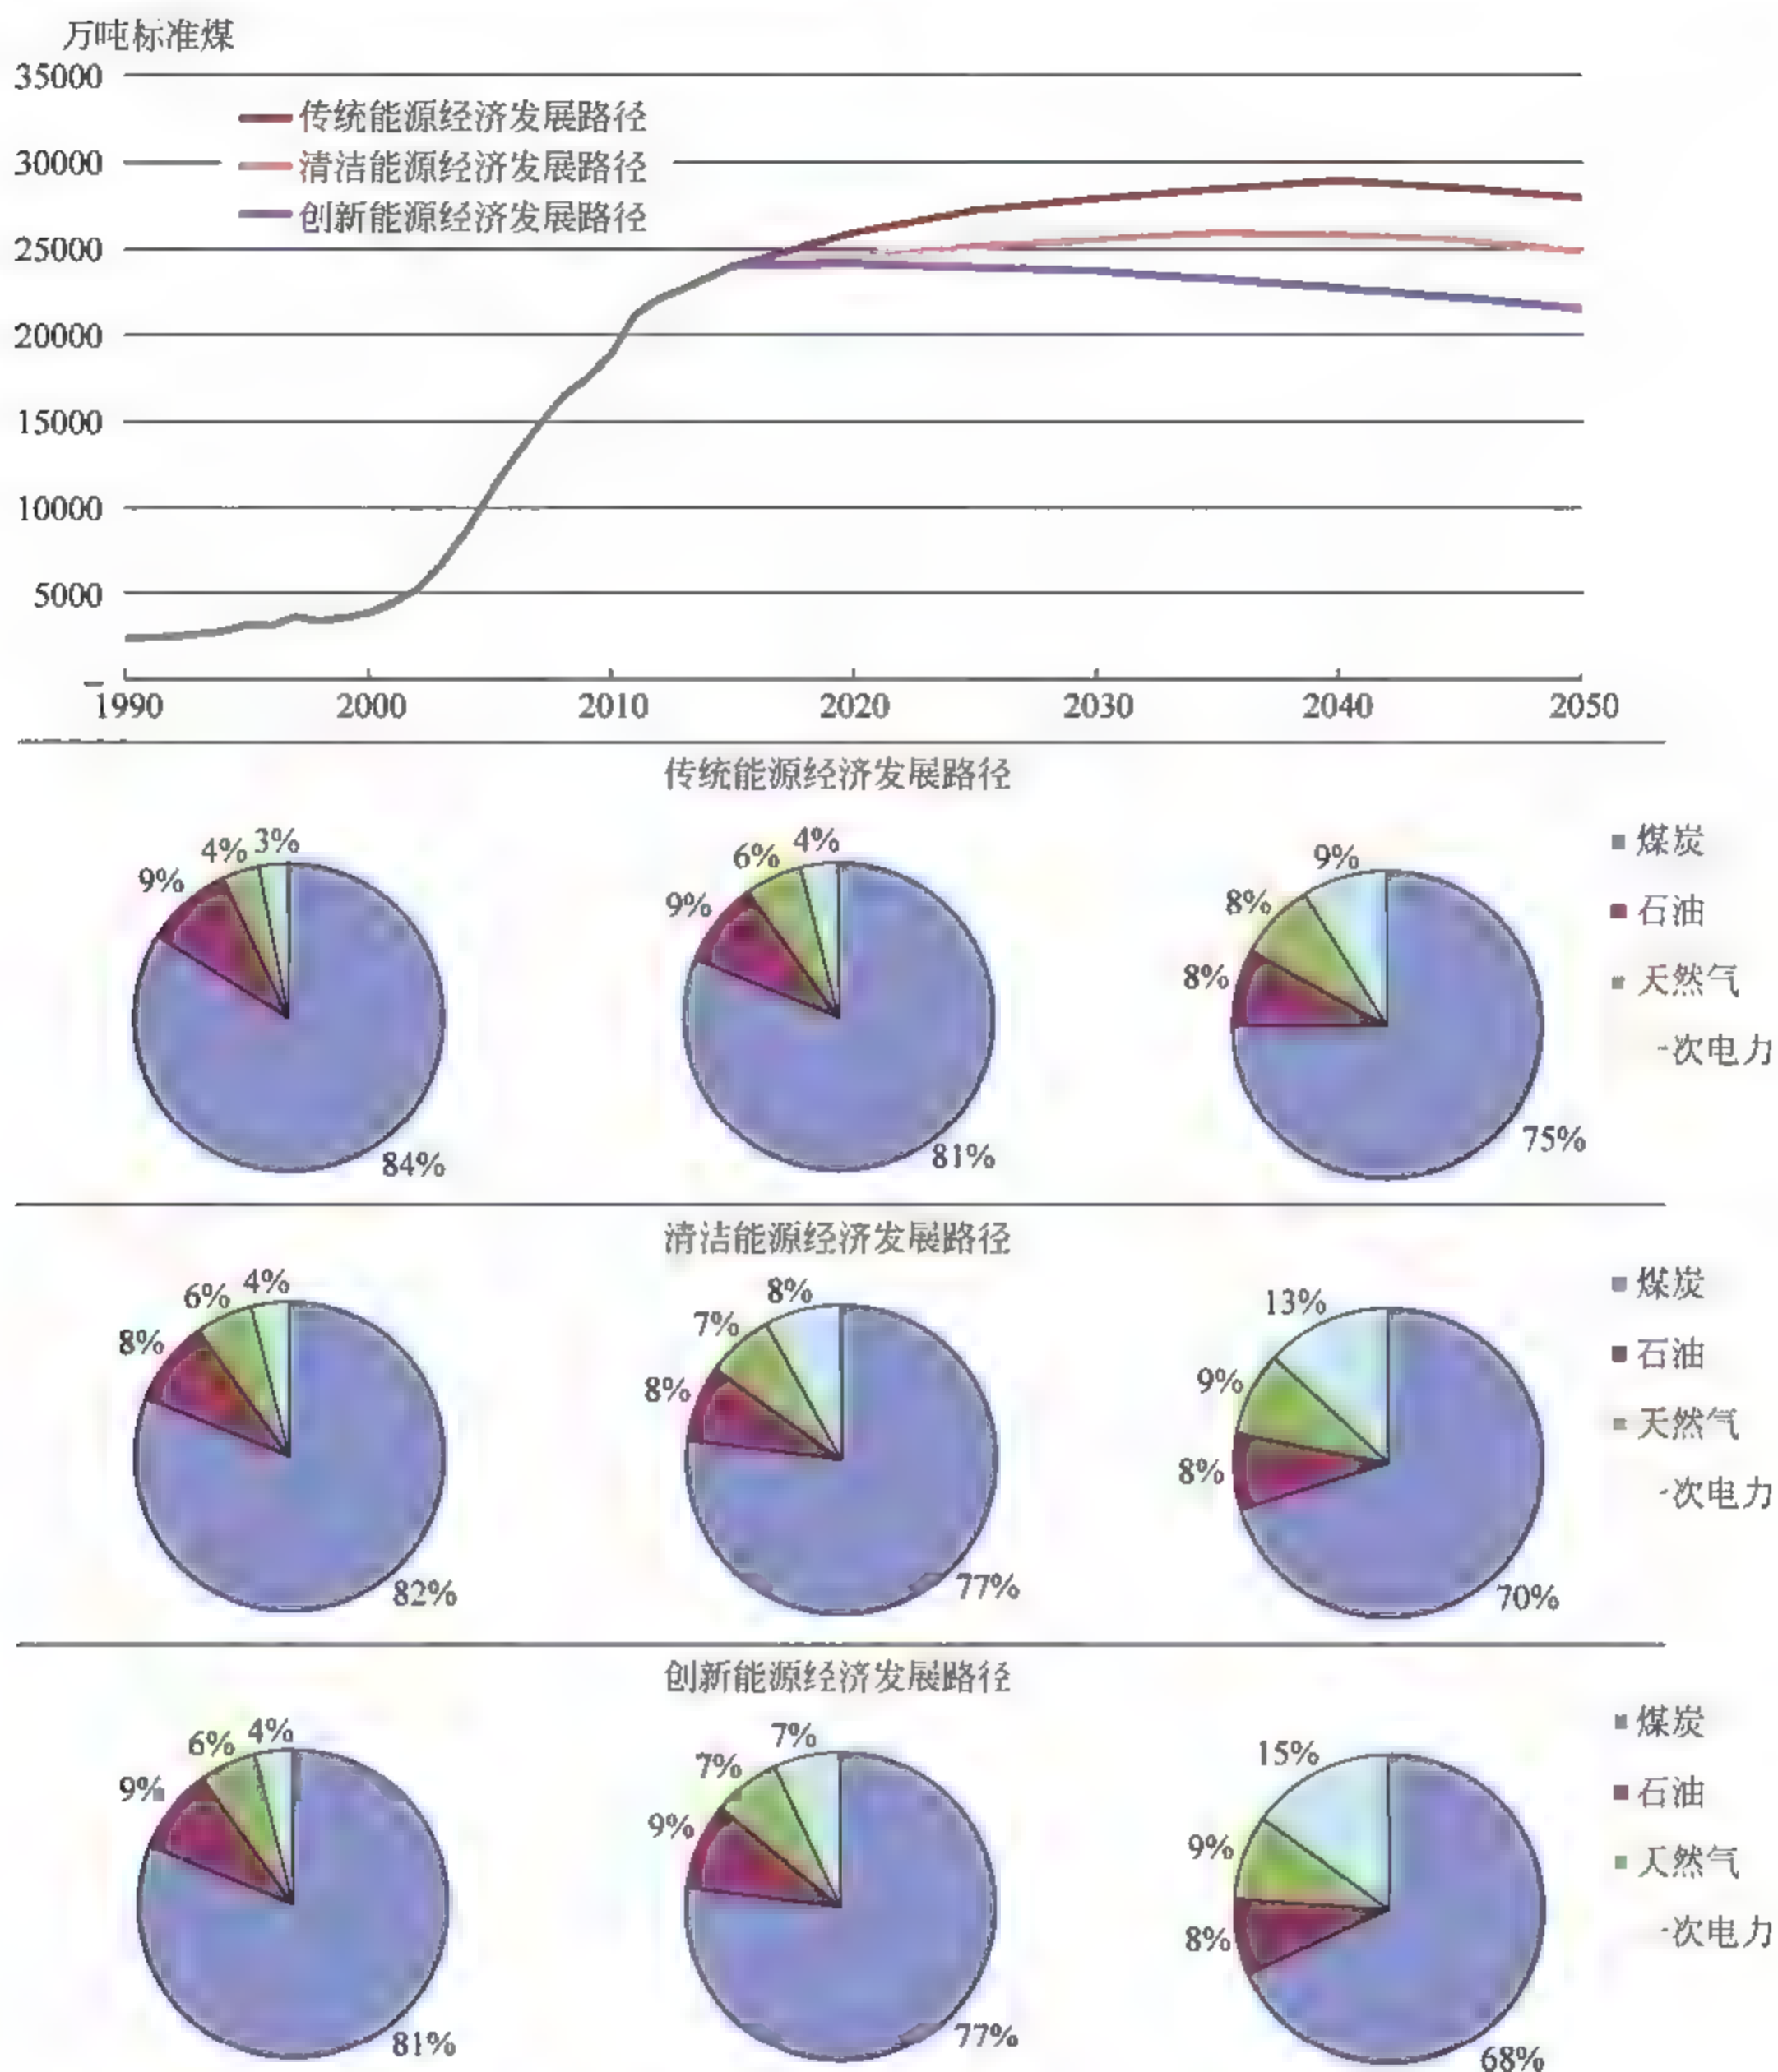 万吨标准煤
35000
30000
25000
20000
15000
10000
5000
–
传统能源经济发展路径
清洁能源经济发展路径
创新能源经济发展路径
1990 2000 2010 2020 2030 2040 2050
传统能源经济发展路径
9% 4% 3%
84%
9% 6% 4%
81%
8% 8% 9%
75%
煤炭
石油
天然气
一次电力
清洁能源经济发展路径
8% 6% 4%
82%
8% 7% 8%
77%
8% 9% 13%
70%
煤炭
石油
天然气
一次电力
创新能源经济发展路径
9% 6% 4%
81%
9% 7% 7%
77%
8% 9% 15%
68%
煤炭
石油
天然气
一次电力